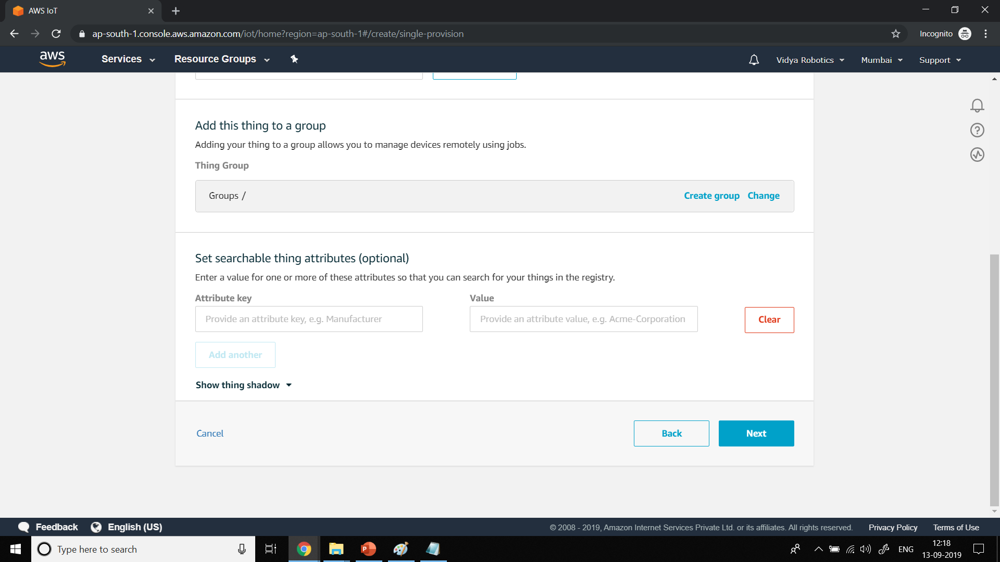 AWS IoT
ap-south-1.console.aws.amazon.com/iot/home?region=ap-south-1#/create/single-provision
Incognito
aws
Services
Resource Groups
Vidya Robotics
Mumbai
Support
Add this thing to a group
Adding your thing to a group allows you to manage devices remotely using jobs.
Thing Group
Groups /
Create group
Change
Set searchable thing attributes (optional)
Enter a value for one or more of these attributes so that you can search for your things in the registry.
Attribute key
Value
Provide an attribute key, e.g. Manufacturer
Provide an attribute value, e.g. Acme-Corporation
Clear
Add another
Show thing shadow
Cancel
Back
Next
Feedback
English (US)
© 2008 - 2019, Amazon Internet Services Private Ltd. or its affiliates. All rights reserved.
Privacy Policy
Terms of Use
Type here to search
ENG
12:18
13-09-2019